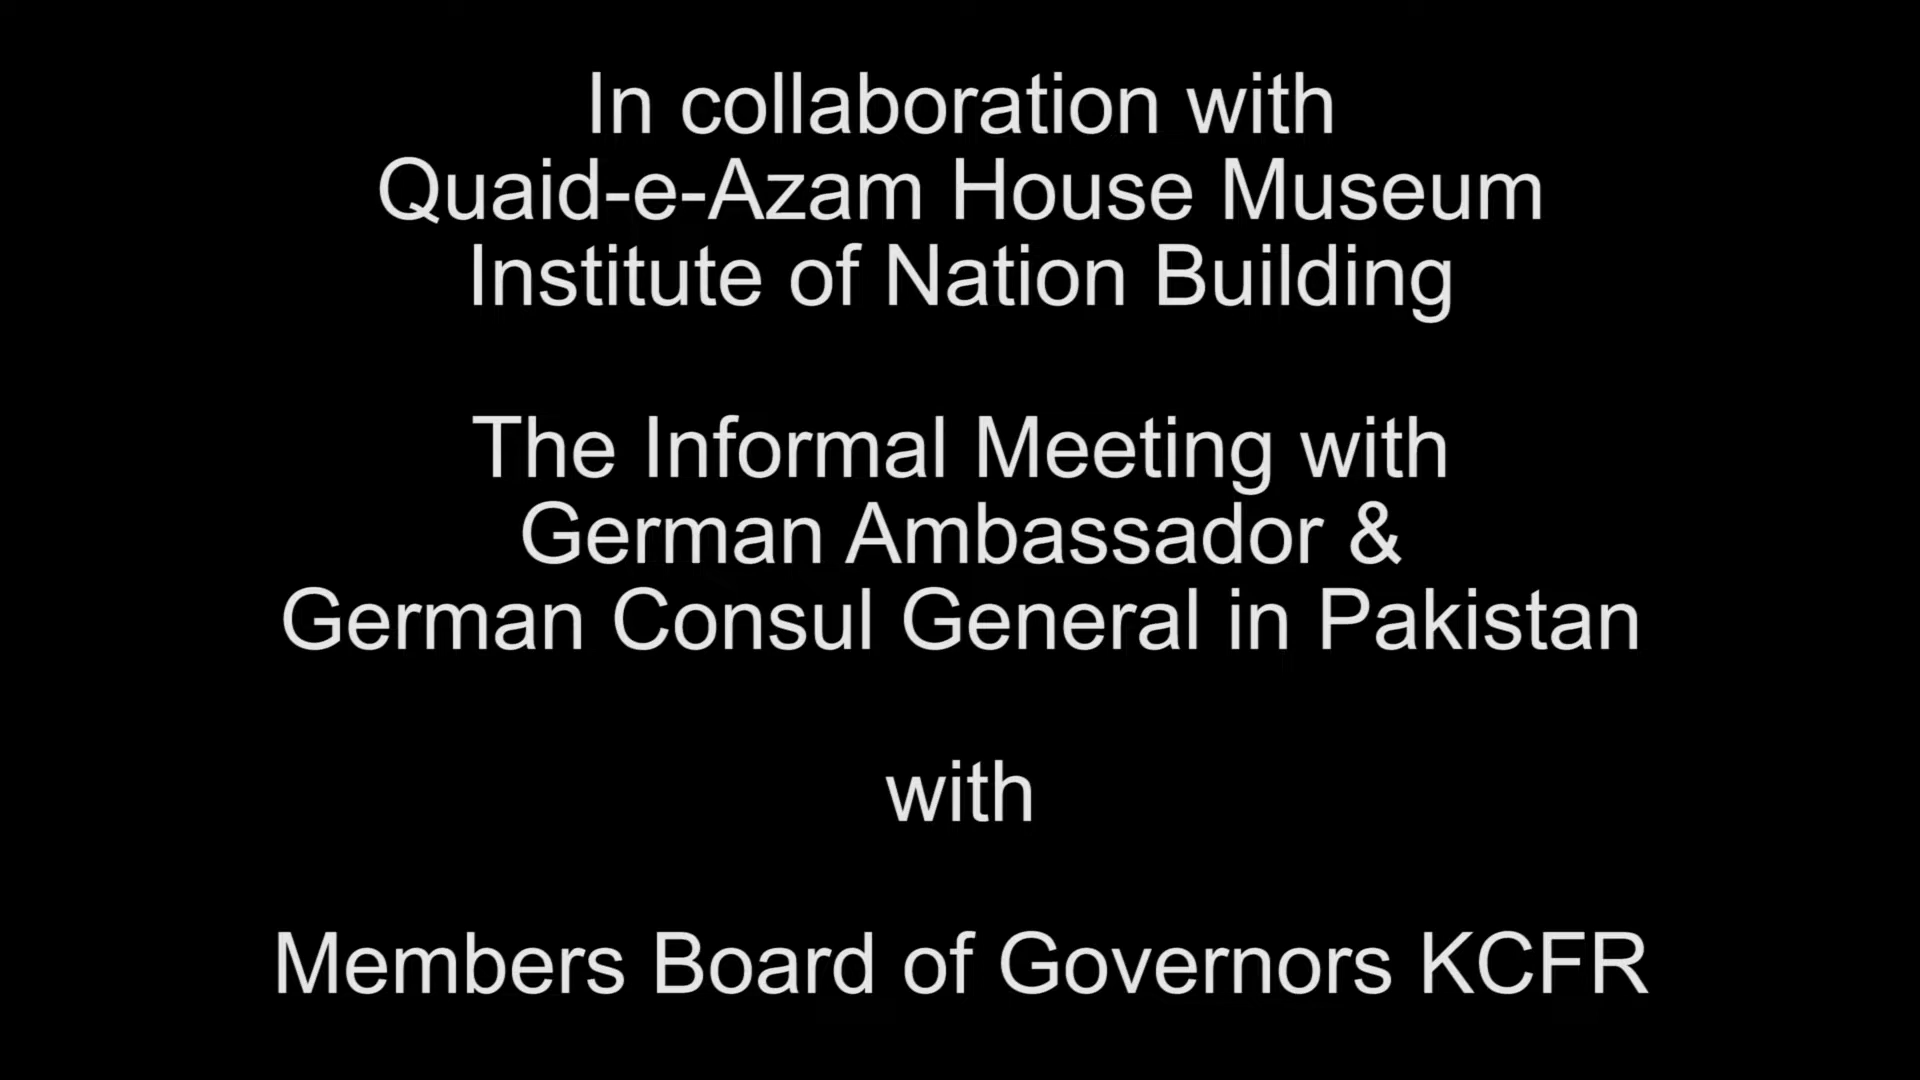 In collaboration with
Quaid-e-Azam House Museum
Institute of Nation Building
The Informal Meeting with
German Ambassador &
German Consul General in Pakistan
with
Members Board of Governors KCFR